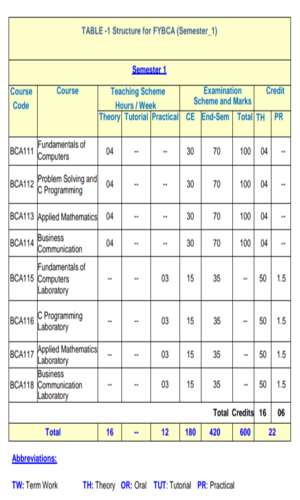 TABLE -1 Structure for FYBCA (Semester_1)
Semester 1
Course Code Course Teaching Scheme Hours / Week Examination Scheme and Marks Credit
Theory Tutorial Practical CE End-Sem Total TH PR
BCA111 Fundamentals of Computers 04 -- -- 30 70 100 04 --
BCA112 Problem Solving and C Programming 04 -- -- 30 70 100 04 --
BCA113 Applied Mathematics 04 -- -- 30 70 100 04 --
BCA114 Business Communication 04 -- -- 30 70 100 04 --
BCA115 Fundamentals of Computers Laboratory -- -- 03 15 35 -- 50 1.5
BCA116 C Programming Laboratory -- -- 03 15 35 -- 50 1.5
BCA117 Applied Mathematics Laboratory -- -- 03 15 35 -- 50 1.5
BCA118 Business Communication Laboratory -- -- 03 15 35 -- 50 1.5
Total Credits 16 06
Total 16 -- 12 180 420 600 22
Abbreviations:
TW: Term Work TH: Theory OR: Oral TUT: Tutorial PR: Practical